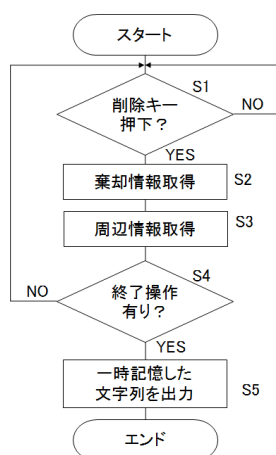 スタート
S1
削除キー
押下？
NO
YES
棄却情報取得
S2
周辺情報取得
S3
S4
終了操作
有り？
NO
YES
一時記憶した
文字列を出力
S5
エンド